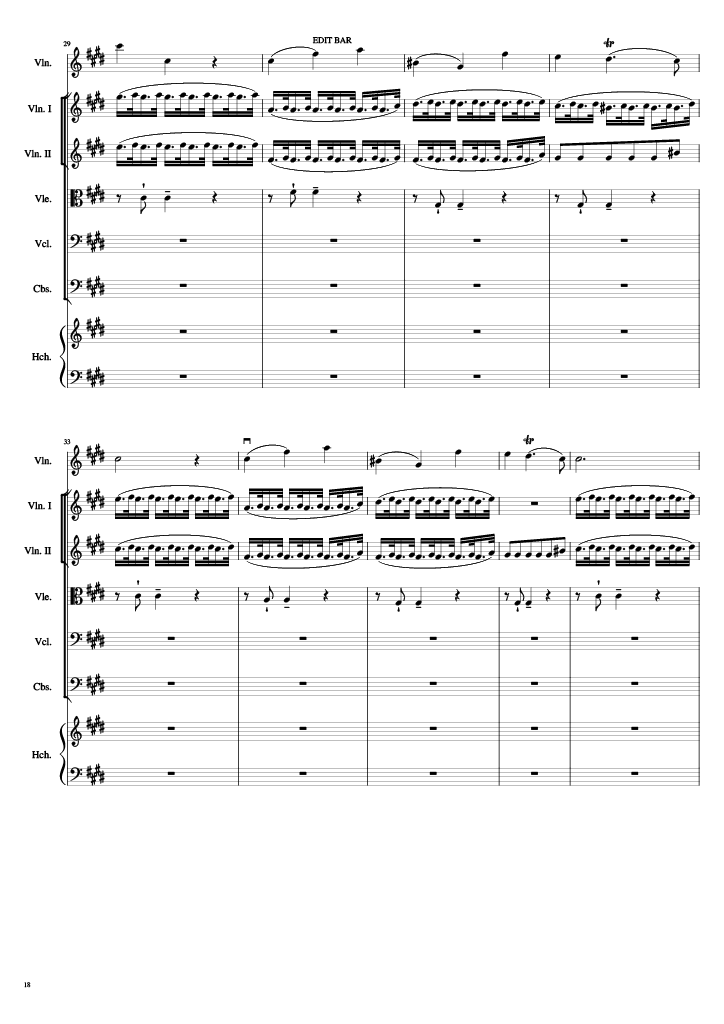 29
EDIT BAR
Vln.
Vln. I
Vln. II
Vle.
Vcl.
Cbs.
Hch.
33
Vln.
Vln. I
Vln. II
Vle.
Vcl.
Cbs.
Hch.
18